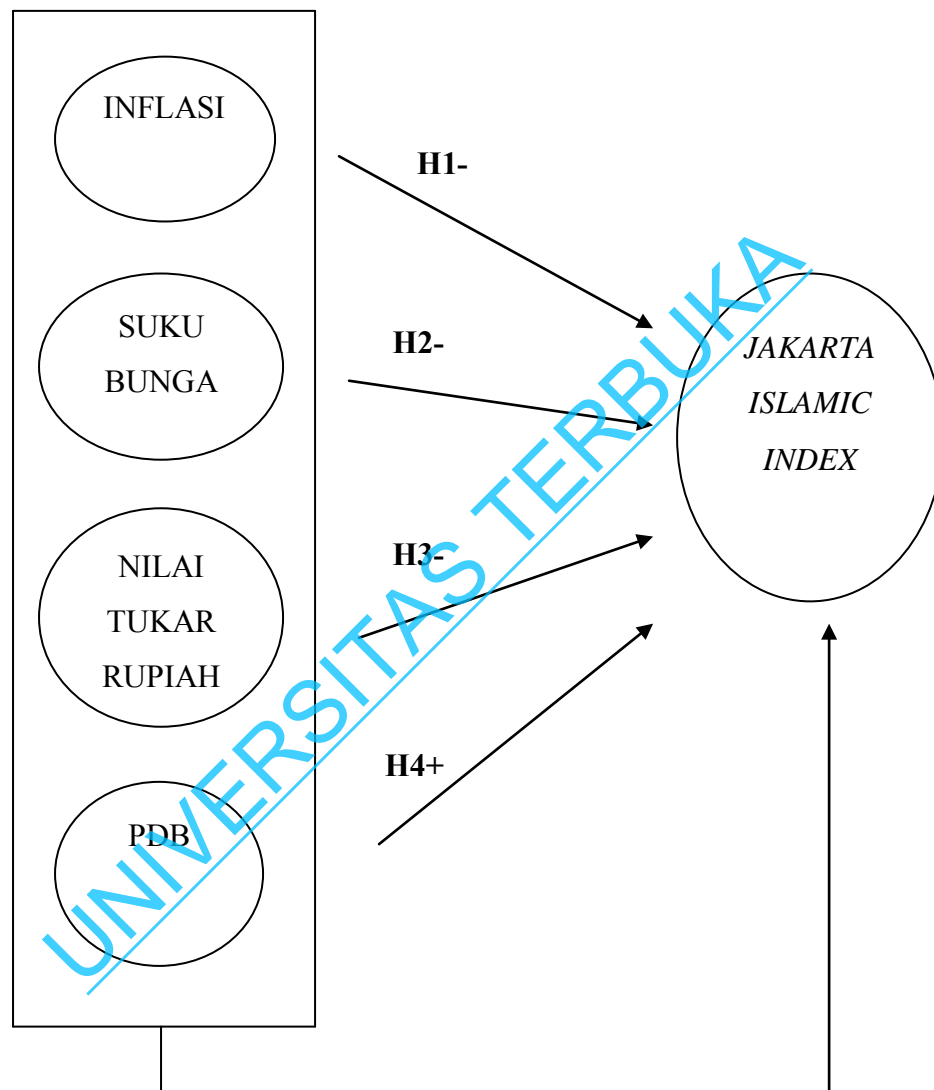 INFLASI
H1-
SUKU
BUNGA
H2-
JAKARTA
ISLAMIC
INDEX
NILAI
TUKAR
RUPIAH
H3-
PDB
H4+
UNIVERSITAS TERBUKA